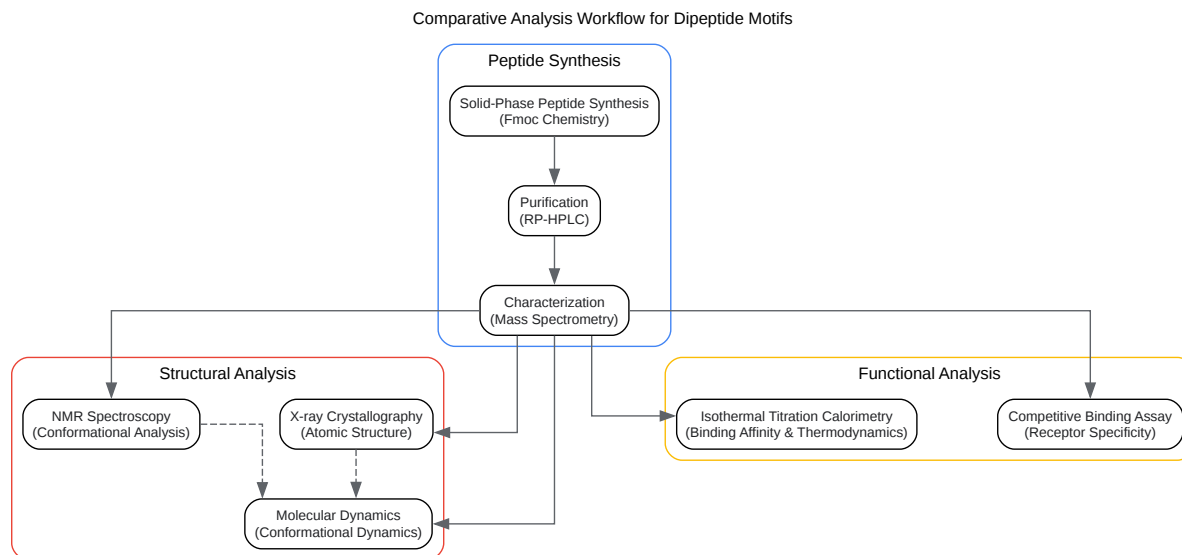 Comparative Analysis Workflow for Dipeptide Motifs
Peptide Synthesis
Solid-Phase Peptide Synthesis
(Fmoc Chemistry)
Purification
(RP-HPLC)
Characterization
(Mass Spectrometry)
Structural Analysis
NMR Spectroscopy
(Conformational Analysis)
X-ray Crystallography
(Atomic Structure)
Molecular Dynamics
(Conformational Dynamics)
Functional Analysis
Isothermal Titration Calorimetry
(Binding Affinity & Thermodynamics)
Competitive Binding Assay
(Receptor Specificity)